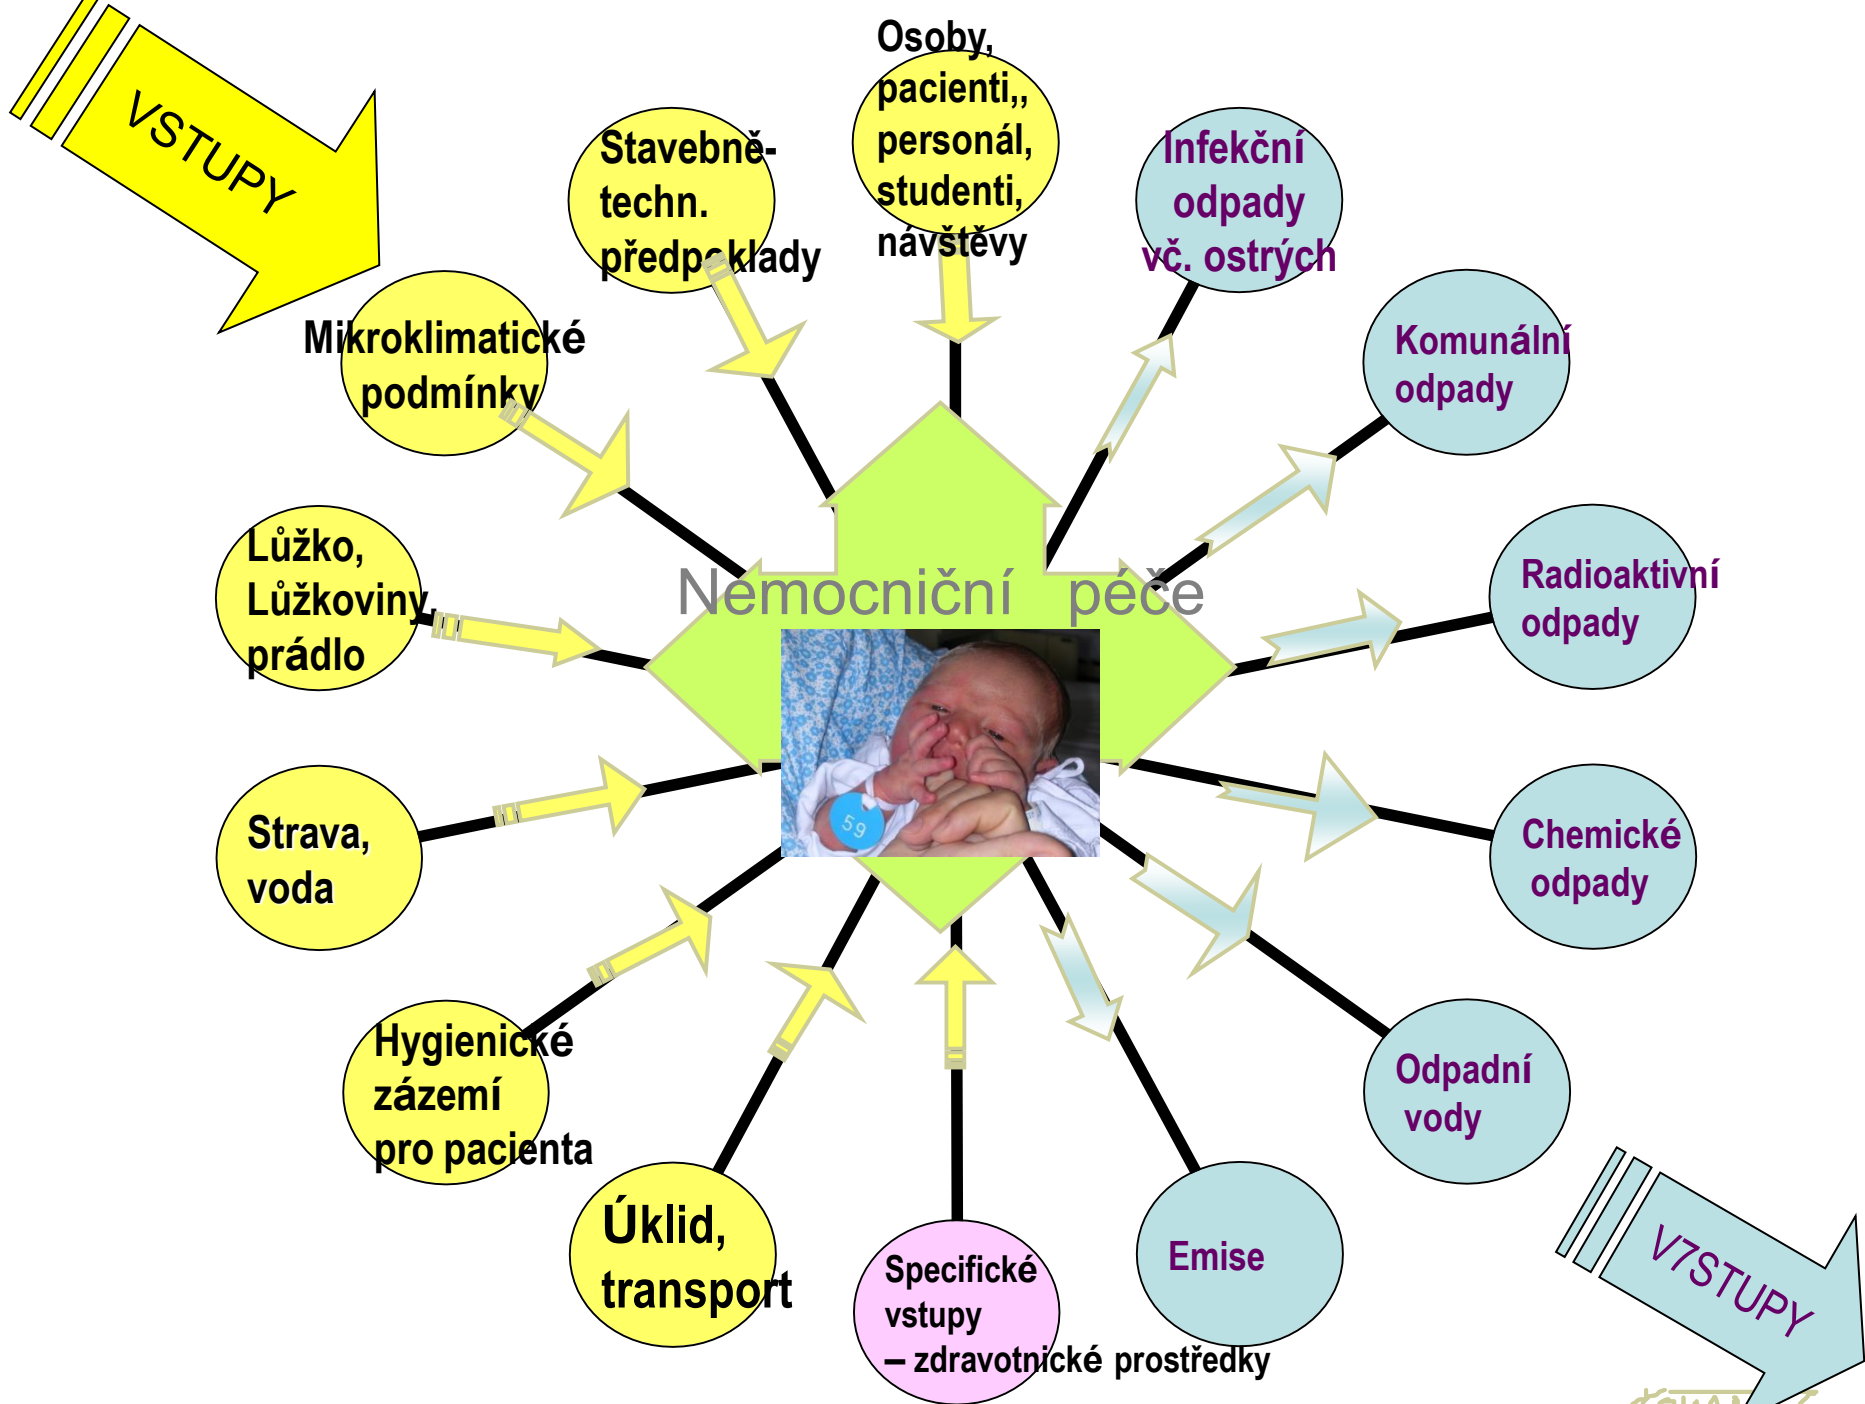 VSTUPY
Osoby,
pacienti,,
personál,
studenti,
návštěvy
Stavebně-
techn.
předpoklady
Infekční
odpady
vč. ostrých
Mikroklimatické
podmínky
Komunální
odpady
Lůžko,
Lůžkoviny,
prádlo
Radioaktivní
odpady
Nemocniční péče
59
Strava,
voda
Chemické
odpady
Hygienické
zázemí
pro pacienta
Odpadní
vody
Úklid,
transport
Specifické
vstupy
– zdravotnické prostředky
Emise
V7STUPY